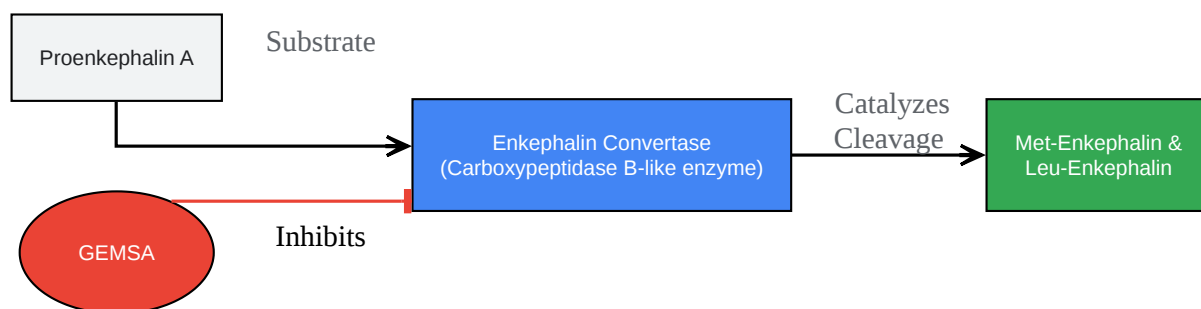 Proenkephalin A
Substrate
Enkephalin Convertase
(Carboxypeptidase B-like enzyme)
Catalyzes
Cleavage
Met-Enkephalin &
Leu-Enkephalin
GEMSA
Inhibits